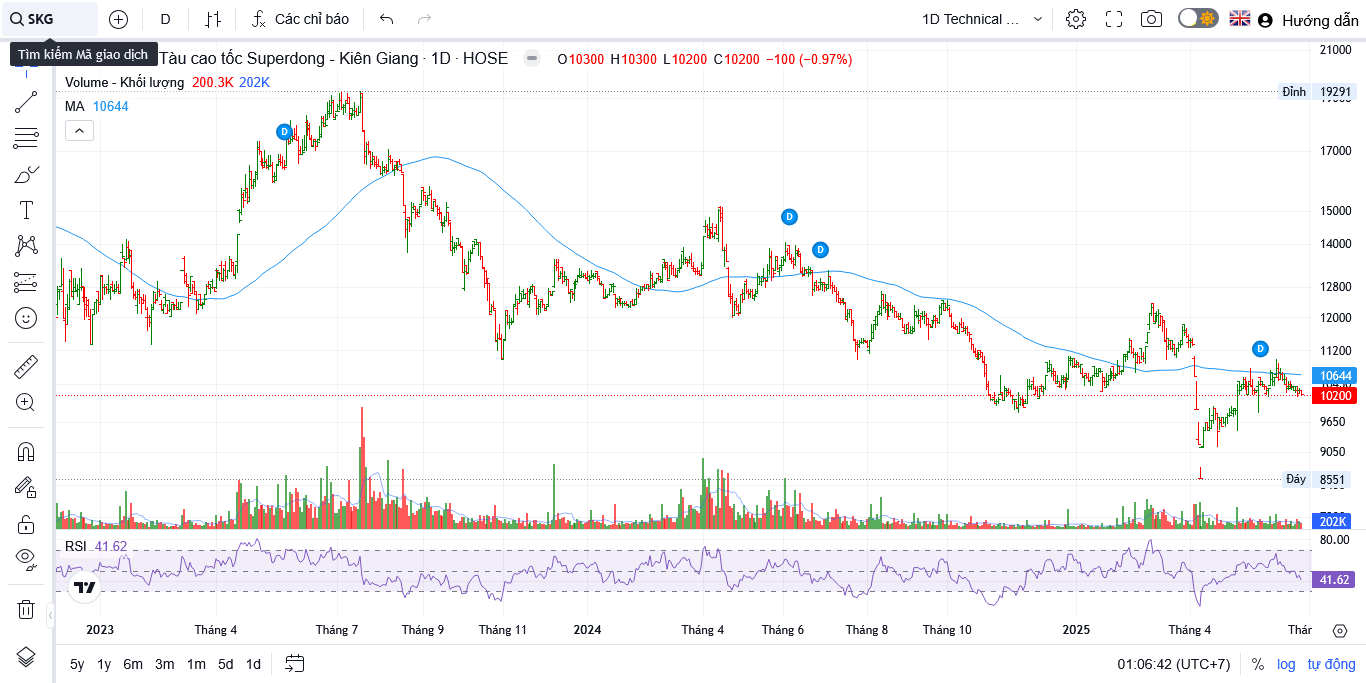 SKG
D
Các chỉ báo
1D Technical ...
Hướng dẫn
Tìm kiếm Mã giao dịch
Tàu cao tốc Superdong - Kiên Giang · 1D · HOSE
O10300 H10300 L10200 C10200 −100 (−0.97%)
Volume - Khối lượng 200.3K 202K
MA 10644
D
D
D
D
21000
Đỉnh 19291
17000
15000
14000
12800
12000
11200
10644
10200
9650
9050
Đáy 8551
202K
RSI 41.62
80.00
41.62
2023 Tháng 4 Tháng 7 Tháng 9 Tháng 11 2024 Tháng 4 Tháng 6 Tháng 8 Tháng 10 2025 Tháng 4 Thár
5y 1y 6m 3m 1m 5d 1d
01:06:42 (UTC+7) % log tự động